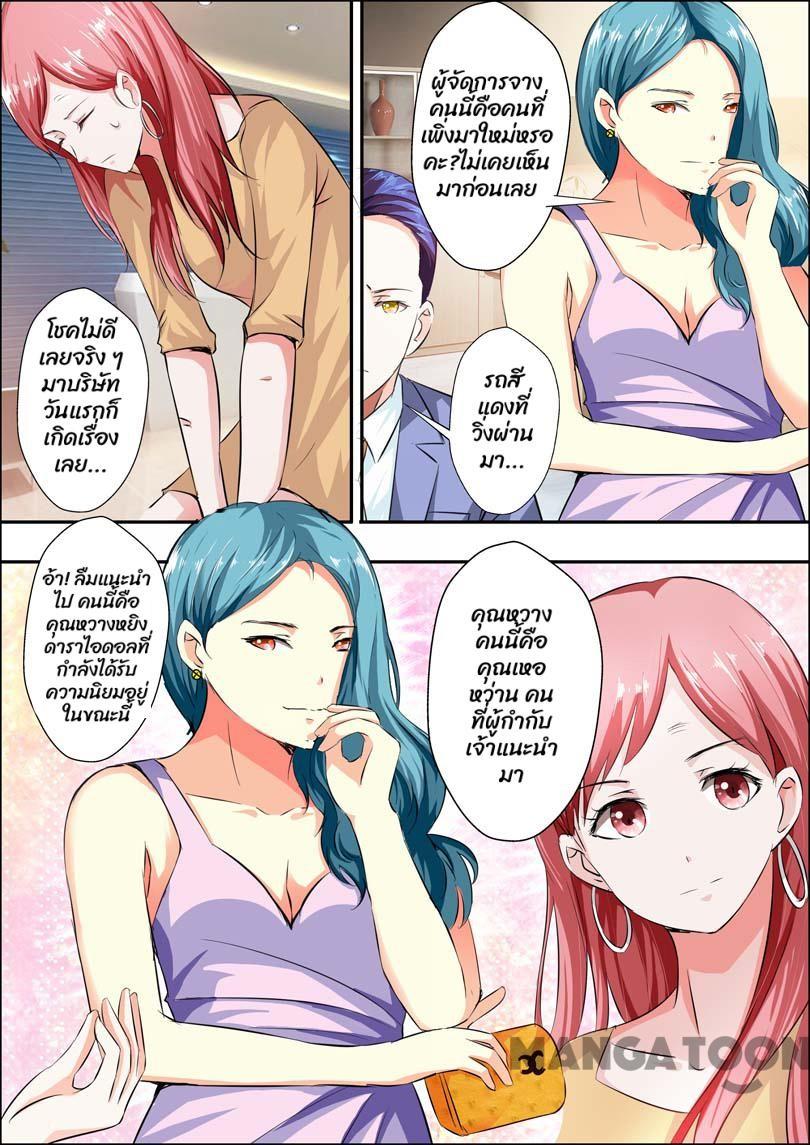 โชคไม่ดี
เลยจริง ๆ
มาบริษัท
วันแรกก็
เกิดเรื่อง
เลย...
ผู้จัดการจาง
คนนี้คือคนที่
เพิ่งมาใหม่หรอ
คะ?ไม่เคยเห็น
มาก่อนเลย
รถสี
แดงที่
วิ่งผ่าน
มา...
อ้า! ลืมแนะนำ
ไป คนนี้คือ
คุณหวางหยิง
ดาราไอดอลที่
กำลังได้รับ
ความนิยมอยู่
ในขณะนี้
คุณหวาง
คนนี้คือ
คุณเหอ
หว่าน คน
ที่ผู้กำกับ
เจ้าแนะนำ
มา
MANGATOON